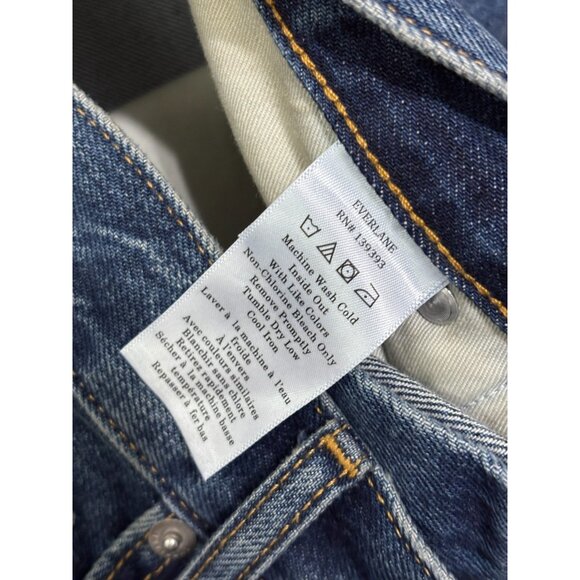 EVERLANE
RN# 139393
Machine Wash Cold
Inside Out
With Like Colors
Non-Chlorine Bleach Only
Remove Promptly
Tumble Dry Low
Cool Iron
Laver à la machine à l'eau
froide
À l'envers
Avec couleurs similaires
Blanchir sans chlore
Retirez rapidement
Sécher à la machine basse
température
Repasser à fer bas